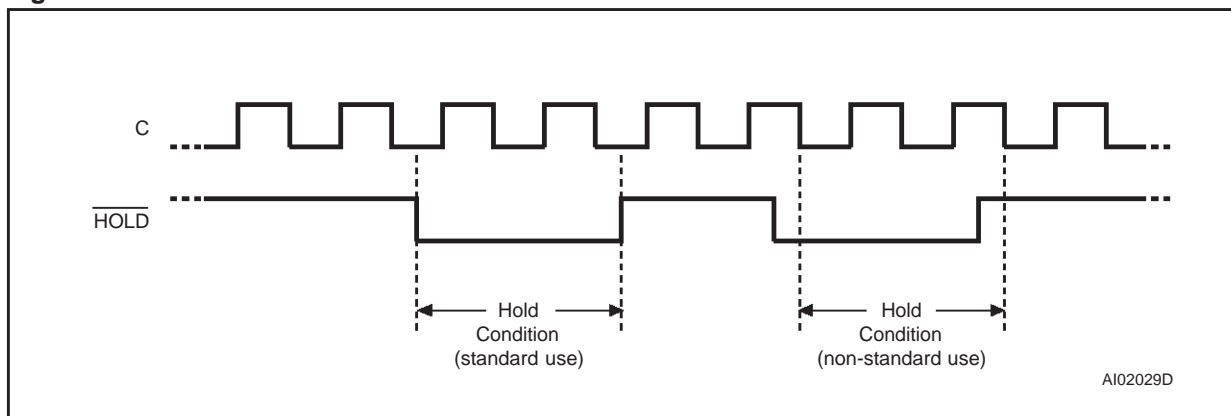 C
HOLD
Hold
Condition
(standard use)
Hold
Condition
(non-standard use)
AI02029D